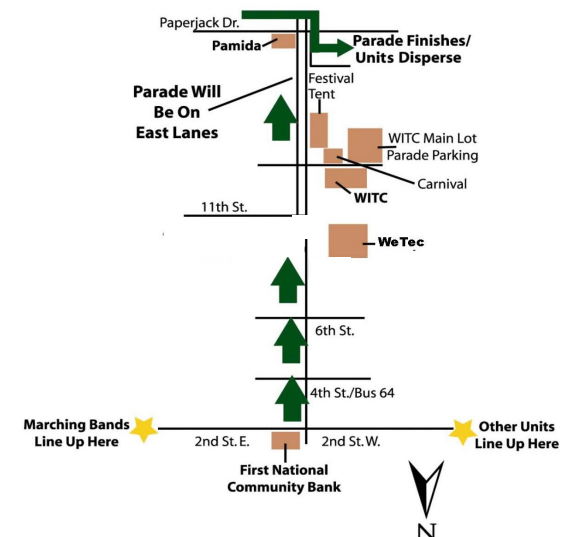 Paperjack Dr.
Pamida
Parade Finishes/
Units Disperse
Festival
Tent
Parade Will
Be On
East Lanes
WITC Main Lot
Parade Parking
Carnival
WITC
11th St.
WeTec
6th St.
4th St./Bus 64
Marching Bands
Line Up Here
2nd St. E.
2nd St. W.
Other Units
Line Up Here
First National
Community Bank
N